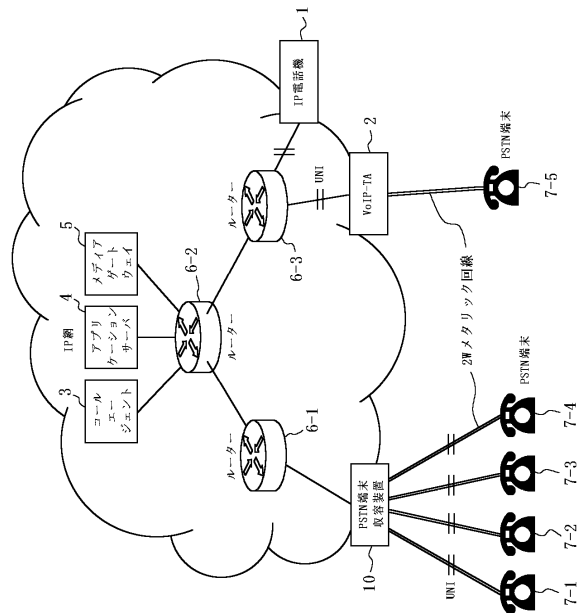 IP網
コール
エー
ジェント
3
アプリ
ケーション
サーバ
4
メディア
ゲート
ウェイ
5
ルーター
6-2
ルーター
6-1
ルーター
6-3
IP電話機
1
UNI
VoIP-TA
2
PSTN端末
収容装置
10
UNI
2Wメタリック回線
PSTN端末
7-1
7-2
7-3
7-4
PSTN端末
7-5